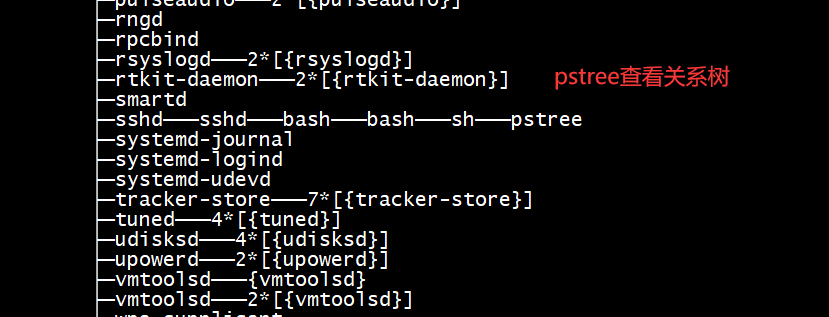 ├─pulseaudio───2*[{pulseaudio}]
├─rngd
├─rpcbind
├─rsyslogd───2*[{rsyslogd}]
├─rtkit-daemon───2*[{rtkit-daemon}] pstree查看关系树
├─smartd
├─sshd───sshd───bash───bash───sh───pstree
├─systemd-journal
├─systemd-logind
├─systemd-udevd
├─tracker-store───7*[{tracker-store}]
├─tuned───4*[{tuned}]
├─udisksd───4*[{udisksd}]
├─upowerd───2*[{upowerd}]
├─vmtoolsd───{vmtoolsd}
├─vmtoolsd───2*[{vmtoolsd}]